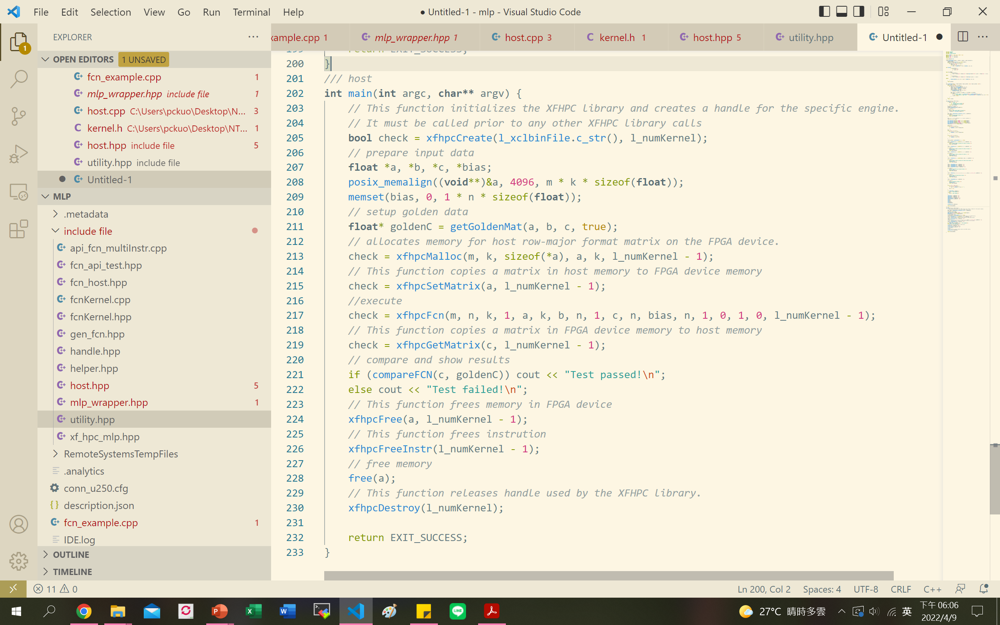 File Edit Selection View Go Run Terminal Help
● Untitled-1 - mlp - Visual Studio Code
EXPLORER
1
OPEN EDITORS 1 UNSAVED
fcn_example.cpp 1
mlp_wrapper.hpp include file 1
host.cpp C:\Users\pckuo\Desktop\N... 3
kernel.h C:\Users\pckuo\Desktop\NT... 1
host.hpp include file 5
utility.hpp include file
Untitled-1
MLP
.metadata
include file
api_fcn_multiInstr.cpp
fcn_api_test.hpp
fcn_host.hpp
fcnKernel.cpp
fcnKernel.hpp
gen_fcn.hpp
handle.hpp
helper.hpp
host.hpp 5
mlp_wrapper.hpp 1
utility.hpp
xf_hpc_mlp.hpp
RemoteSystemsTempFiles
.analytics
conn_u250.cfg
description.json
fcn_example.cpp 1
IDE.log
OUTLINE
TIMELINE
xample.cpp 1 mlp_wrapper.hpp 1 host.cpp 3 kernel.h 1 host.hpp 5 utility.hpp Untitled-1
199 return EXIT_SUCCESS;
200 }
201 /// host
202 int main(int argc, char** argv) {
203 // This function initializes the XFHPC library and creates a handle for the specific engine.
204 // It must be called prior to any other XFHPC library calls
205 bool check = xfhpcCreate(l_xclbinFile.c_str(), l_numKernel);
206 // prepare input data
207 float *a, *b, *c, *bias;
208 posix_memalign((void**)&a, 4096, m * k * sizeof(float));
209 memset(bias, 0, 1 * n * sizeof(float));
210 // setup golden data
211 float* goldenC = getGoldenMat(a, b, c, true);
212 // allocates memory for host row-major format matrix on the FPGA device.
213 check = xfhpcMalloc(m, k, sizeof(*a), a, k, l_numKernel - 1);
214 // This function copies a matrix in host memory to FPGA device memory
215 check = xfhpcSetMatrix(a, l_numKernel - 1);
216 //execute
217 check = xfhpcFcn(m, n, k, 1, a, k, b, n, 1, c, n, bias, n, 1, 0, 1, 0, l_numKernel - 1);
218 // This function copies a matrix in FPGA device memory to host memory
219 check = xfhpcGetMatrix(c, l_numKernel - 1);
220 // compare and show results
221 if (compareFCN(c, goldenC)) cout << "Test passed!\n";
222 else cout << "Test failed!\n";
223 // This function frees memory in FPGA device
224 xfhpcFree(a, l_numKernel - 1);
225 // This function frees instrution
226 xfhpcFreeInstr(l_numKernel - 1);
227 // free memory
228 free(a);
229 // This function releases handle used by the XFHPC library.
230 xfhpcDestroy(l_numKernel);
231
232 return EXIT_SUCCESS;
233 }
11 0
Ln 200, Col 2 Spaces: 4 UTF-8 CRLF C++
27°C 晴時多雲 英 下午 06:06
2022/4/9